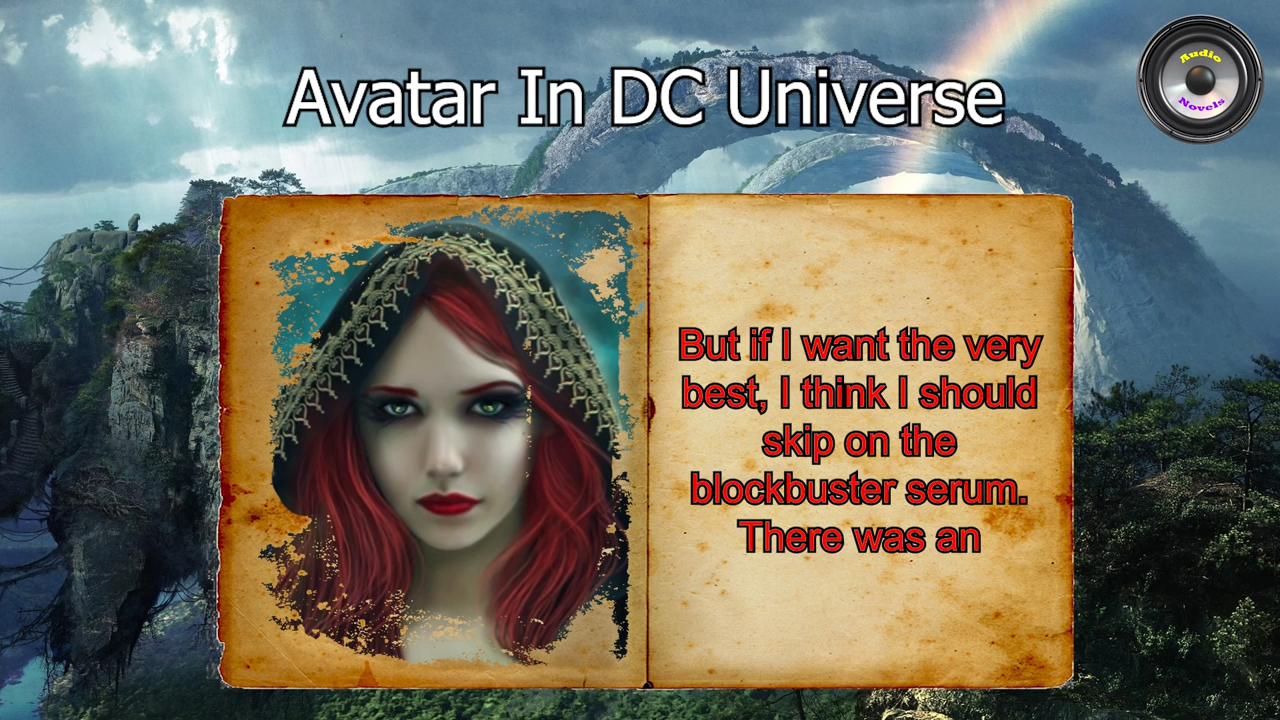 Avatar In DC Universe
Audio
Novels
But if I want the very
best, I think I should
skip on the
blockbuster serum.
There was an